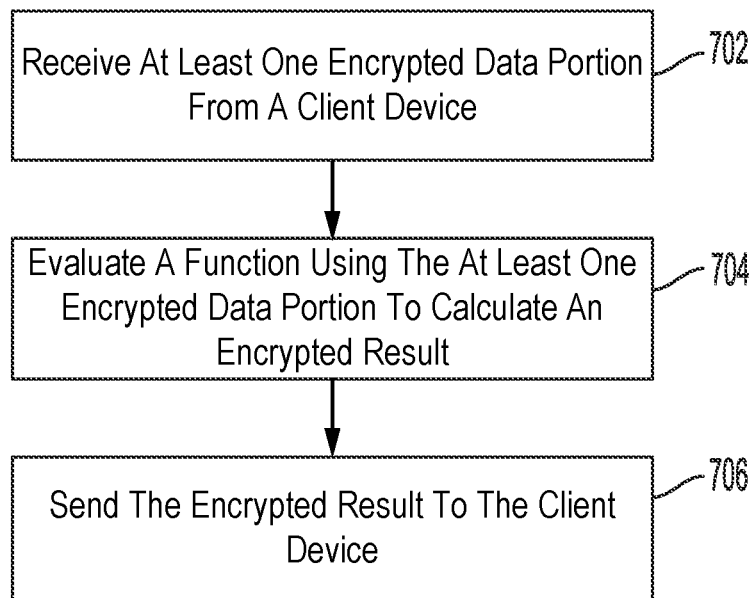 Receive At Least One Encrypted Data Portion
From A Client Device
702
Evaluate A Function Using The At Least One
Encrypted Data Portion To Calculate An
Encrypted Result
704
Send The Encrypted Result To The Client
Device
706